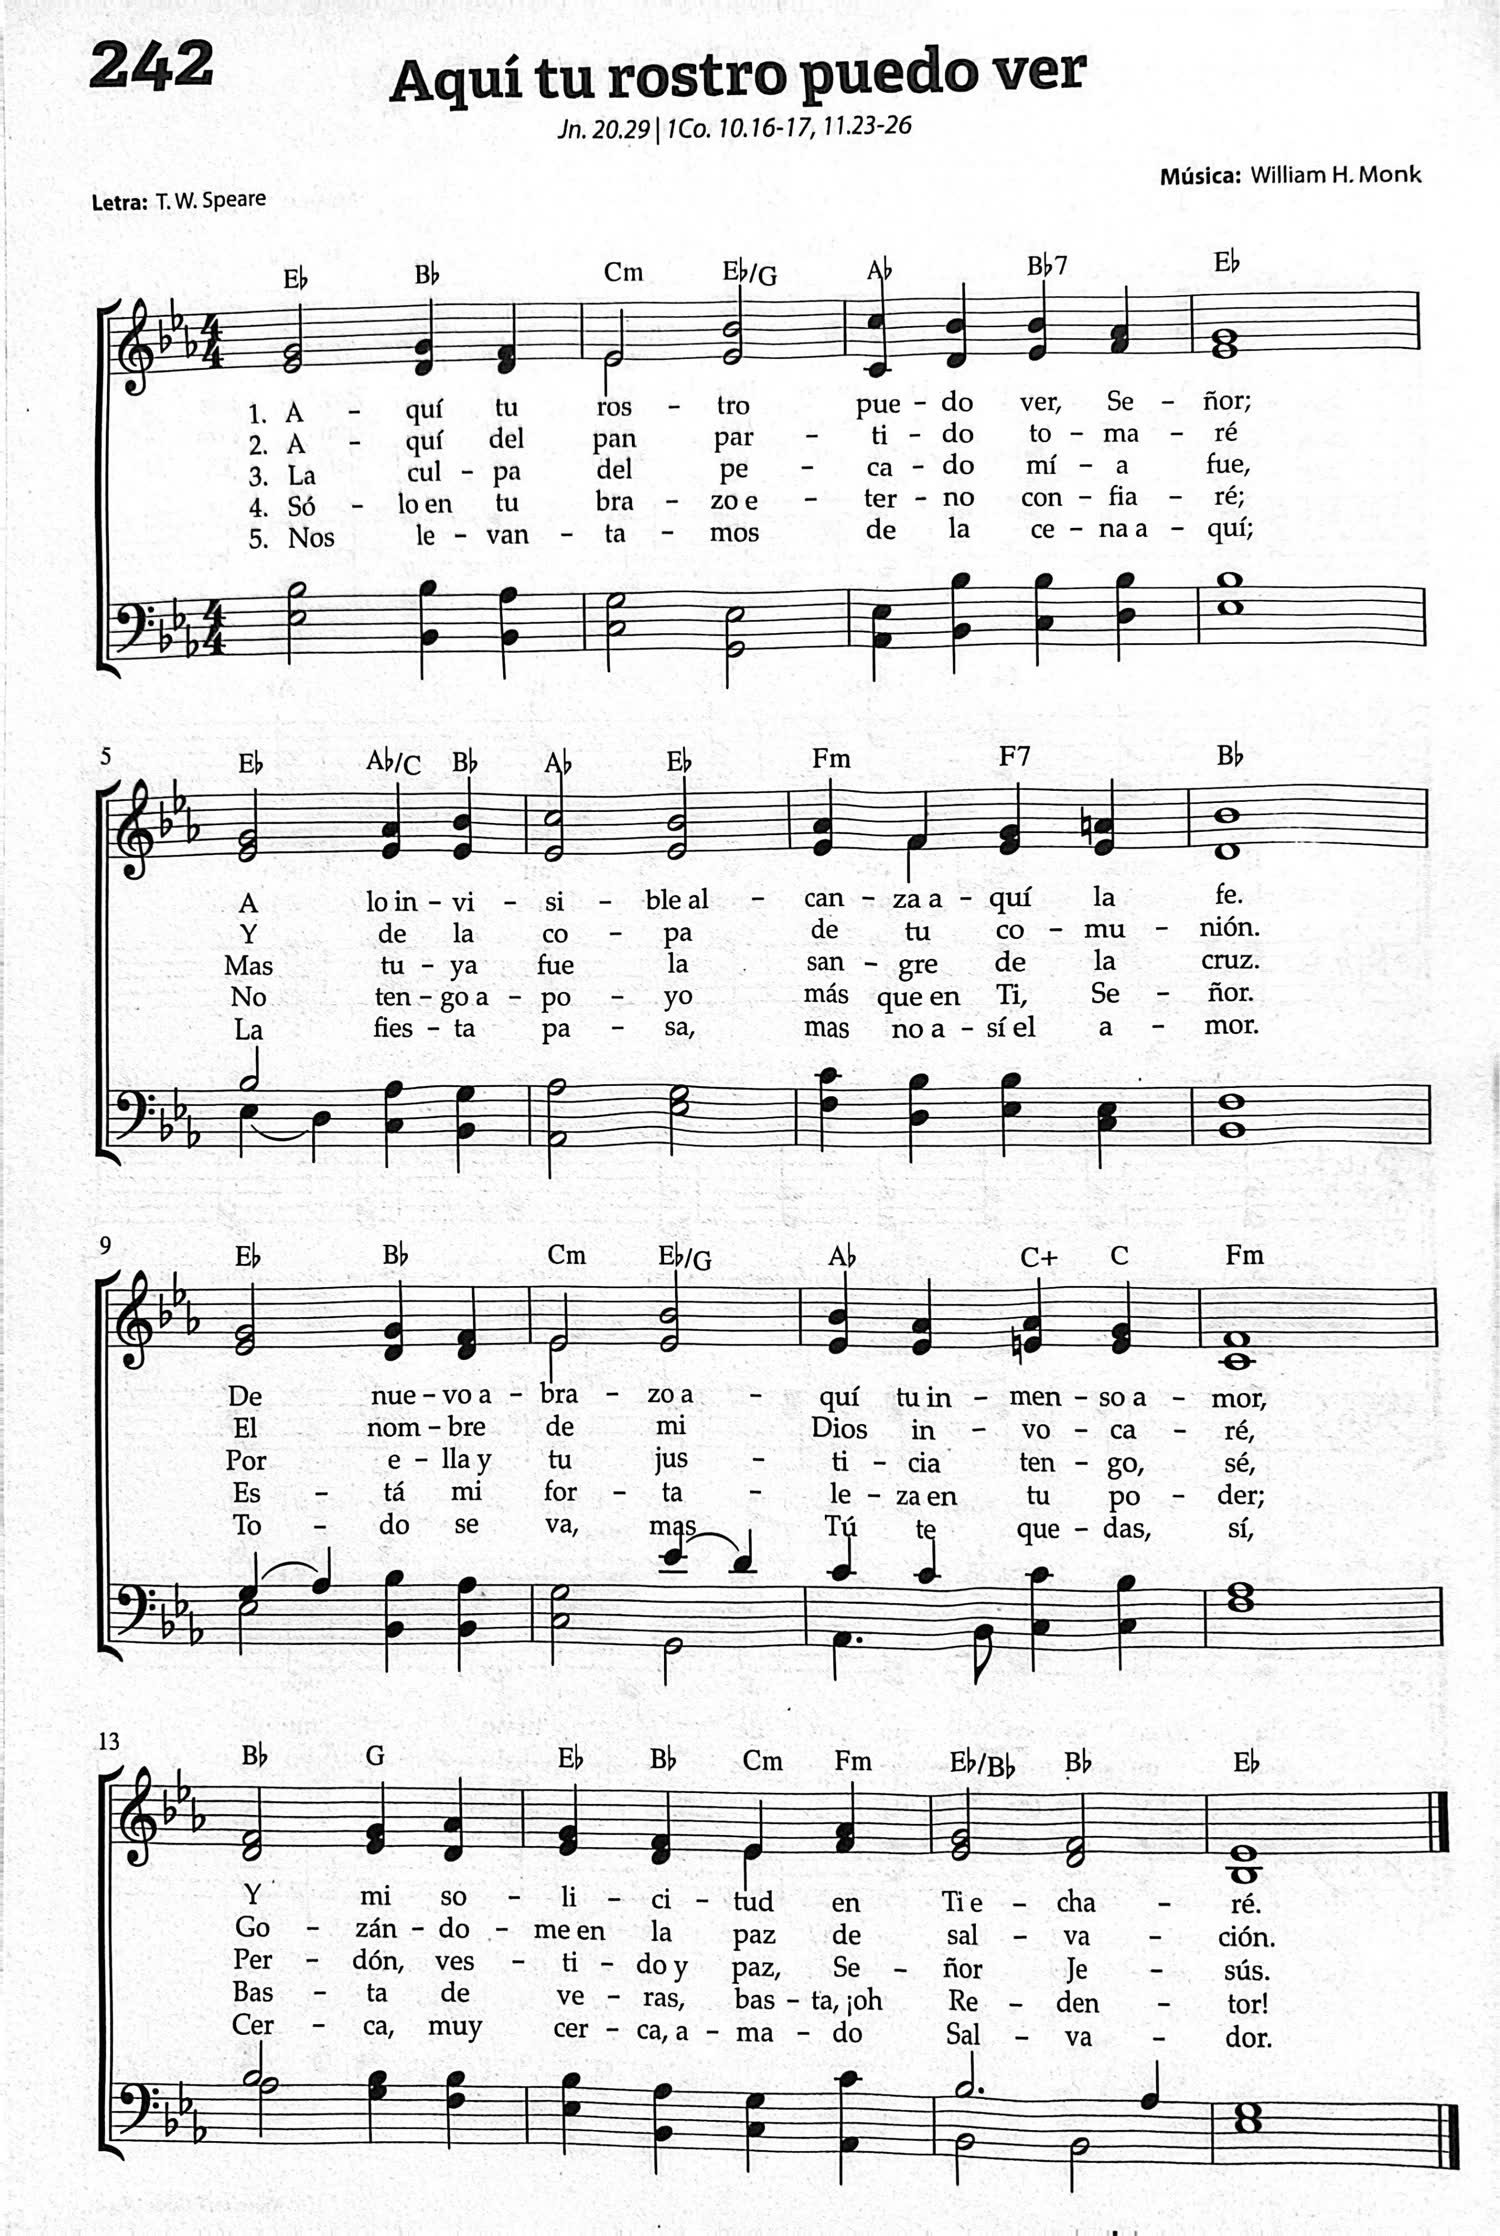 242
Aquí tu rostro puedo ver
Jn. 20.29 | 1Co. 10.16-17, 11.23-26
Letra: T. W. Speare
Música: William H. Monk
E♭ B♭ Cm E♭/G A♭ B♭7 E♭
4 4
1. A - quí tu ros - tro pue - do ver, Se - ñor;
2. A - quí del pan par - ti - do to - ma - ré
3. La cul - pa del pe - ca - do mí - a fue,
4. Só - lo en tu bra - zo e - ter - no con - fia - ré;
5. Nos le - van - ta - mos de la ce - na a - quí;
4 4
5
E♭ A♭/C B♭ A♭ E♭ Fm F7 B♭
A lo in - vi - si - ble al - can - za a - quí la fe.
Y de la co - pa de tu co - mu - nión.
Mas tu - ya fue la san - gre de la cruz.
No ten - go a - po - yo más que en Ti, Se - ñor.
La fies - ta pa - sa, mas no a - sí el a - mor.
9
E♭ B♭ Cm E♭/G A♭ C+ C Fm
De nue - vo a - bra - zo a - quí tu in - men - so a - mor,
El nom - bre de mi Dios in - vo - ca - ré,
Por e - lla y tu jus - ti - cia ten - go, sé,
Es - tá mi for - ta - le - za en tu po - der;
To - do se va, mas Tú te que - das, sí,
13
B♭ G E♭ B♭ Cm Fm E♭/B♭ B♭ E♭
Y mi so - li - ci - tud en Ti e - cha - ré.
Go - zán - do - me en la paz de sal - va - ción.
Per - dón, ves - ti - do y paz, Se - ñor Je - sús.
Bas - ta de ve - ras, bas - ta, ¡oh Re - den - tor!
Cer - ca, muy cer - ca, a - ma - do Sal - va - dor.